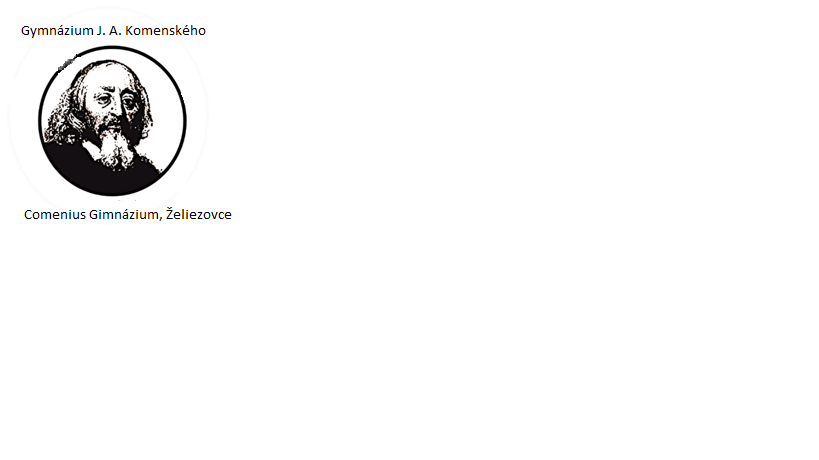 Gymnázium J. A. Komenského
Comenius Gimnázium, Želiezovce